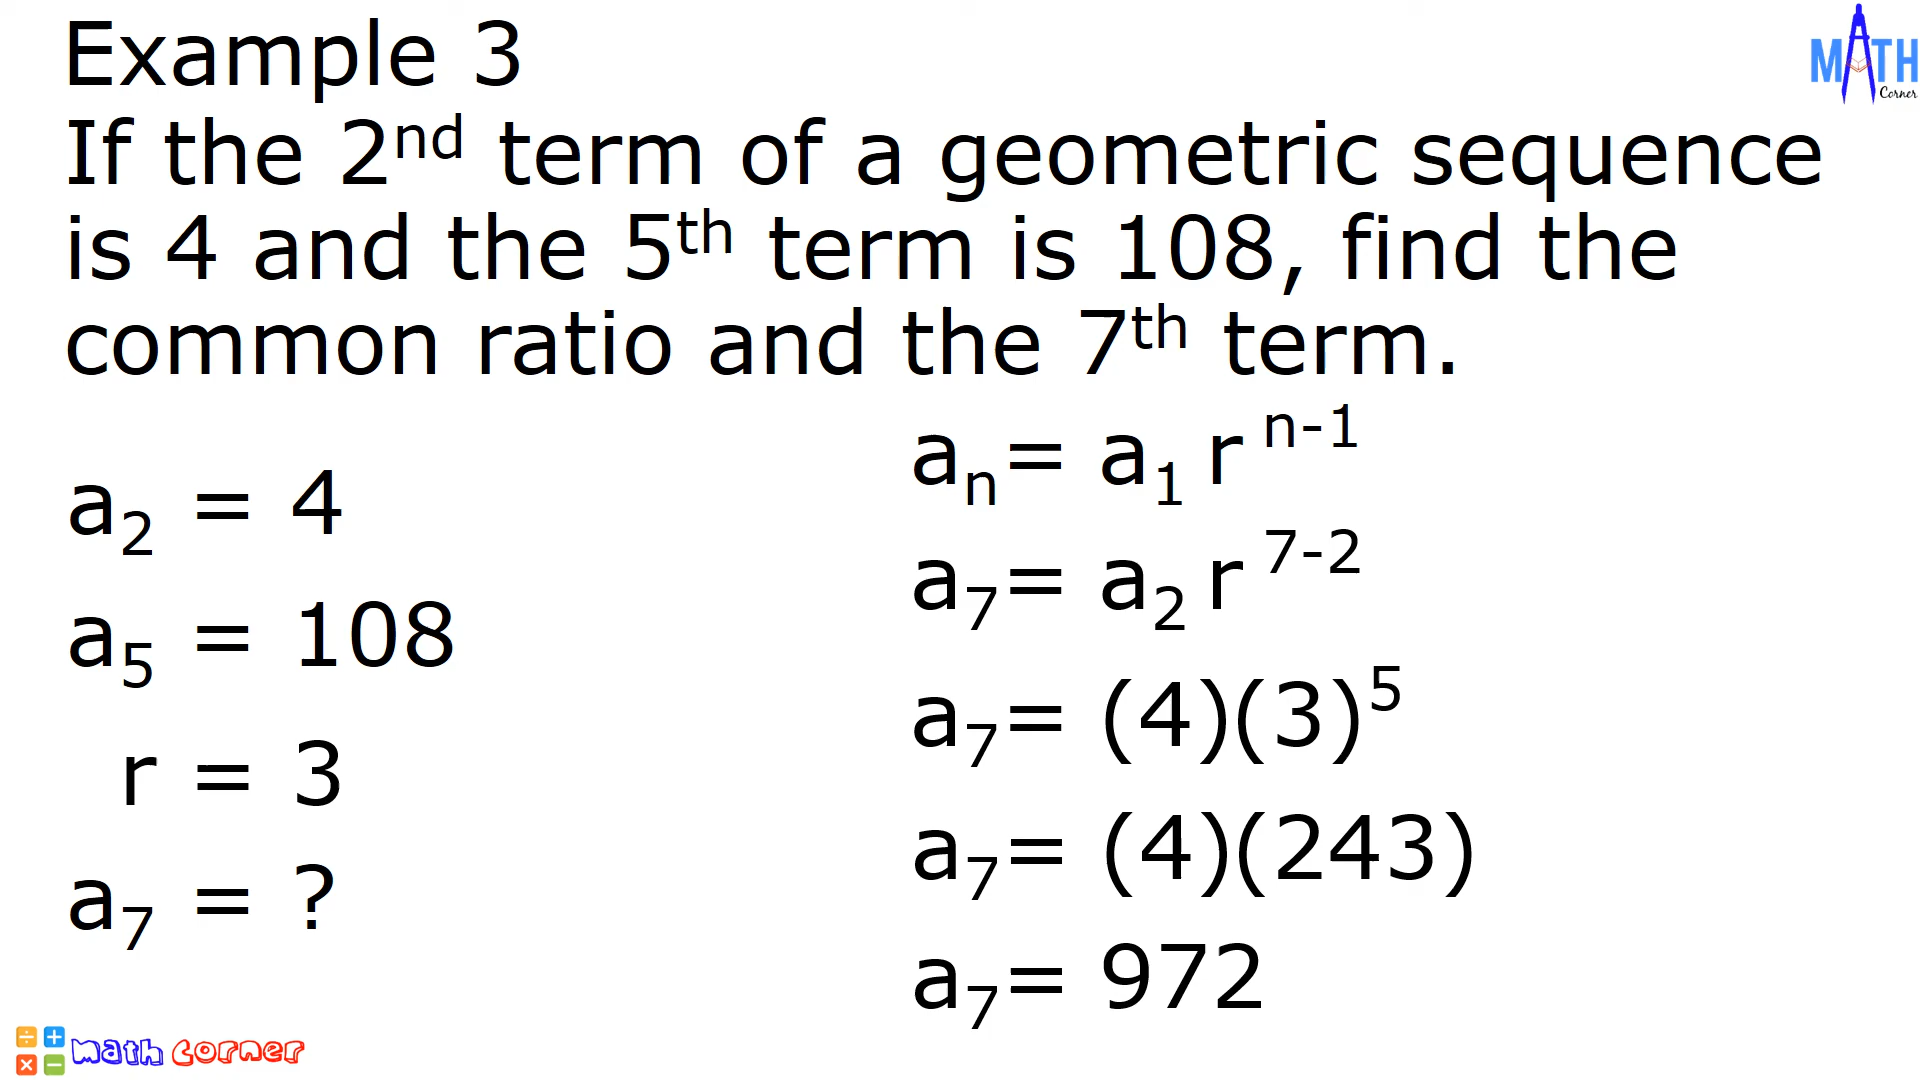 Example 3
MATH
Corner
If the 2nd term of a geometric sequence
is 4 and the 5th term is 108, find the
common ratio and the 7th term.
a₂ = 4
a₅ = 108
r = 3
a₇ = ?
aₙ= a₁ r ⁿ⁻¹
a₇= a₂ r ⁷⁻²
a₇= (4)(3)⁵
a₇= (4)(243)
a₇= 972
÷ +
× −
math corner